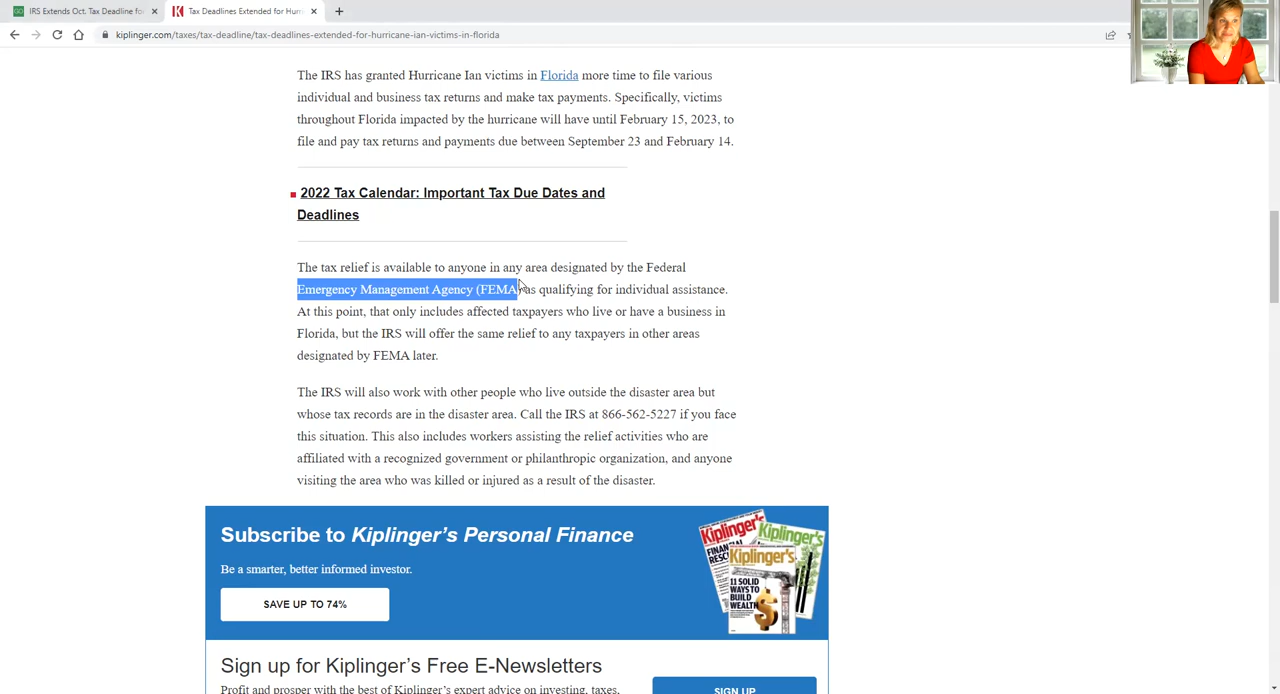 IRS Extends Oct. Tax Deadline fo
Tax Deadlines Extended for Hurr
kiplinger.com/taxes/tax-deadline/tax-deadlines-extended-for-hurricane-ian-victims-in-florida
The IRS has granted Hurricane Ian victims in Florida more time to file various
individual and business tax returns and make tax payments. Specifically, victims
throughout Florida impacted by the hurricane will have until February 15, 2023, to
file and pay tax returns and payments due between September 23 and February 14.
2022 Tax Calendar: Important Tax Due Dates and
Deadlines
The tax relief is available to anyone in any area designated by the Federal
Emergency Management Agency (FEMA) as qualifying for individual assistance.
At this point, that only includes affected taxpayers who live or have a business in
Florida, but the IRS will offer the same relief to any taxpayers in other areas
designated by FEMA later.
The IRS will also work with other people who live outside the disaster area but
whose tax records are in the disaster area. Call the IRS at 866-562-5227 if you face
this situation. This also includes workers assisting the relief activities who are
affiliated with a recognized government or philanthropic organization, and anyone
visiting the area who was killed or injured as a result of the disaster.
Subscribe to Kiplinger's Personal Finance
Be a smarter, better informed investor.
SAVE UP TO 74%
Kiplinger's
Kiplinger's
Kiplinger's
11 SOLID
WAYS TO
BUILD
WEALTH
Sign up for Kiplinger's Free E-Newsletters
Profit and prosper with the best of Kiplinger's expert advice on investing, taxes,
SIGN UP